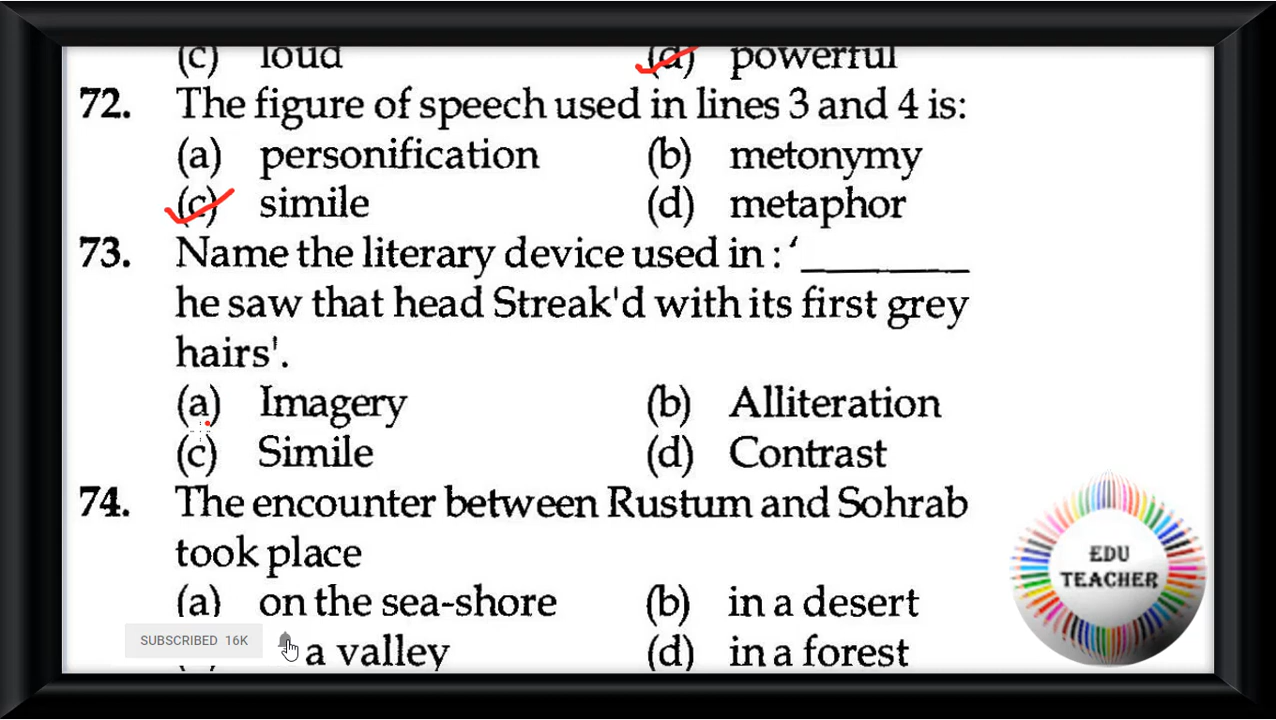 (c) loud (d) powerful
72. The figure of speech used in lines 3 and 4 is:
(a) personification (b) metonymy
(c) simile (d) metaphor
73. Name the literary device used in : ‘________
he saw that head Streak'd with its first grey
hairs'.
(a) Imagery (b) Alliteration
(c) Simile (d) Contrast
74. The encounter between Rustum and Sohrab
took place
(a) on the sea-shore (b) in a desert
a valley (d) in a forest
EDU
TEACHER
SUBSCRIBED 16K